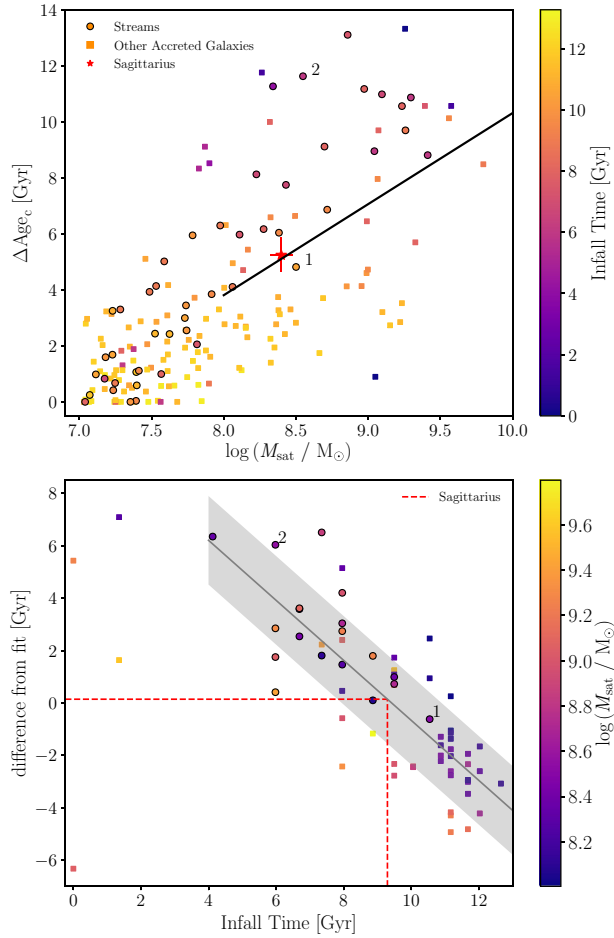 14
12
10
8
6
4
2
0
ΔAge_c [Gyr]
Streams
Other Accreted Galaxies
Sagittarius
2
1
7.0 7.5 8.0 8.5 9.0 9.5 10.0
log (M_sat / M_⊙)
12
10
8
6
4
2
0
Infall Time [Gyr]
8
6
4
2
0
−2
−4
−6
difference from fit [Gyr]
Sagittarius
2
1
0 2 4 6 8 10 12
Infall Time [Gyr]
9.6
9.4
9.2
9.0
8.8
8.6
8.4
8.2
log (M_sat / M_⊙)